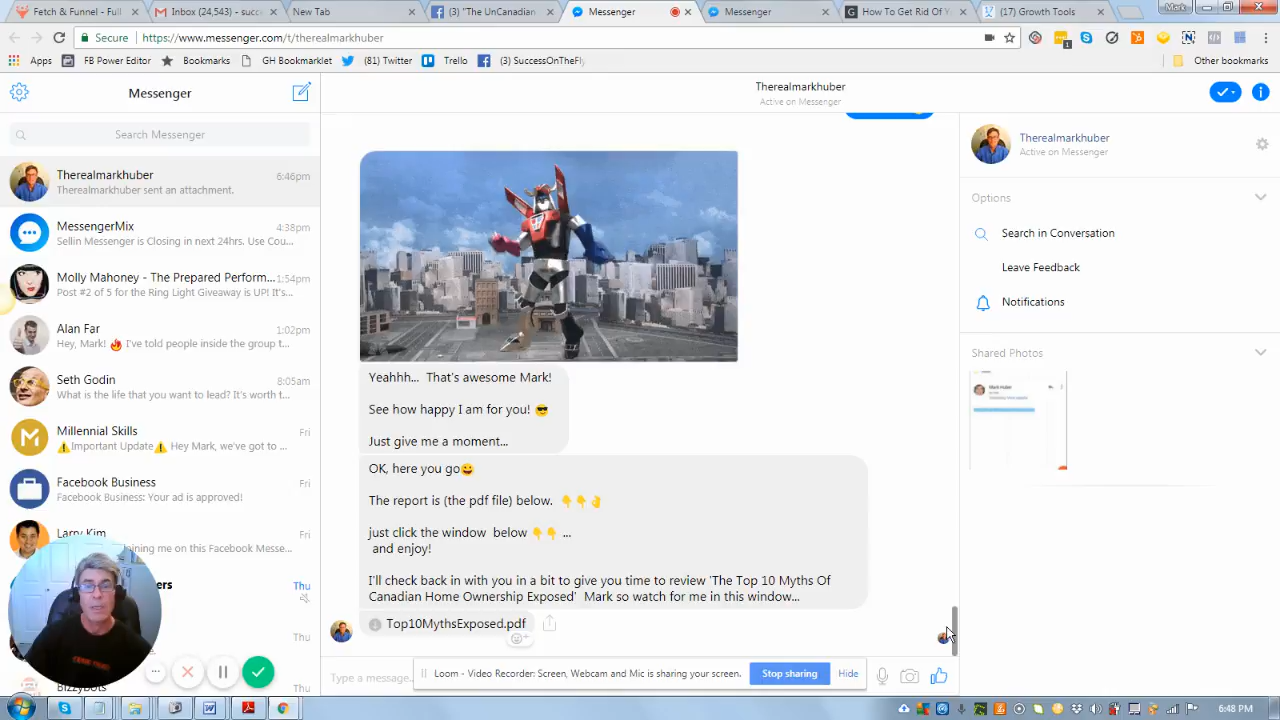 Fetch & Funnel - Full
Inbox (24,543) - succes
New Tab
(3) "The UnCanadian
Messenger
Messenger
How To Get Rid Of Y
(17) Growth Tools
Mark
Secure
https://www.messenger.com/t/therealmarkhuber
Apps
FB Power Editor
Bookmarks
GH Bookmarklet
(81) Twitter
Trello
(3) SuccessOnTheFly
Other bookmarks
Messenger
Search Messenger
Therealmarkhuber
6:46pm
Therealmarkhuber sent an attachment.
MessengerMix
4:38pm
Sellin Messenger is Closing in next 24hrs. Use Cou...
Molly Mahoney - The Prepared Perform...
1:54pm
Post #2 of 5 for the Ring Light Giveaway is UP! It's...
Alan Far
1:02pm
Hey, Mark! 🔥 I've told people inside the group t...
Seth Godin
8:05am
What is the life that you want to lead? It's worth t...
Millennial Skills
Fri
⚠️Important Update⚠️ Hey Mark, we've got to ...
Facebook Business
Fri
Facebook Business: Your ad is approved!
Larry Kim
Fri
ining me on this Facebook Messe...
ers
Thu
Thu
Bizzybots
Therealmarkhuber
Active on Messenger
Yeahhh... That's awesome Mark!
See how happy I m for you! 😎
Just give me a moment...
OK, here you go😀
The report is (the pdf file) below. 👇👇👌
just click the window below 👇👇 ...
and enjoy!
I'll check back in with you in a bit to give you time to review 'The Top 10 Myths Of
Canadian Home Ownership Exposed' Mark so watch for me in this window...
Top10MythsExposed.pdf
Type a message...
Loom - Video Recorder: Screen, Webcam and Mic is sharing your screen.
Stop sharing
Hide
Therealmarkhuber
Active on Messenger
Options
Search in Conversation
Leave Feedback
Notifications
Shared Photos
Mark Huber
6:48 PM